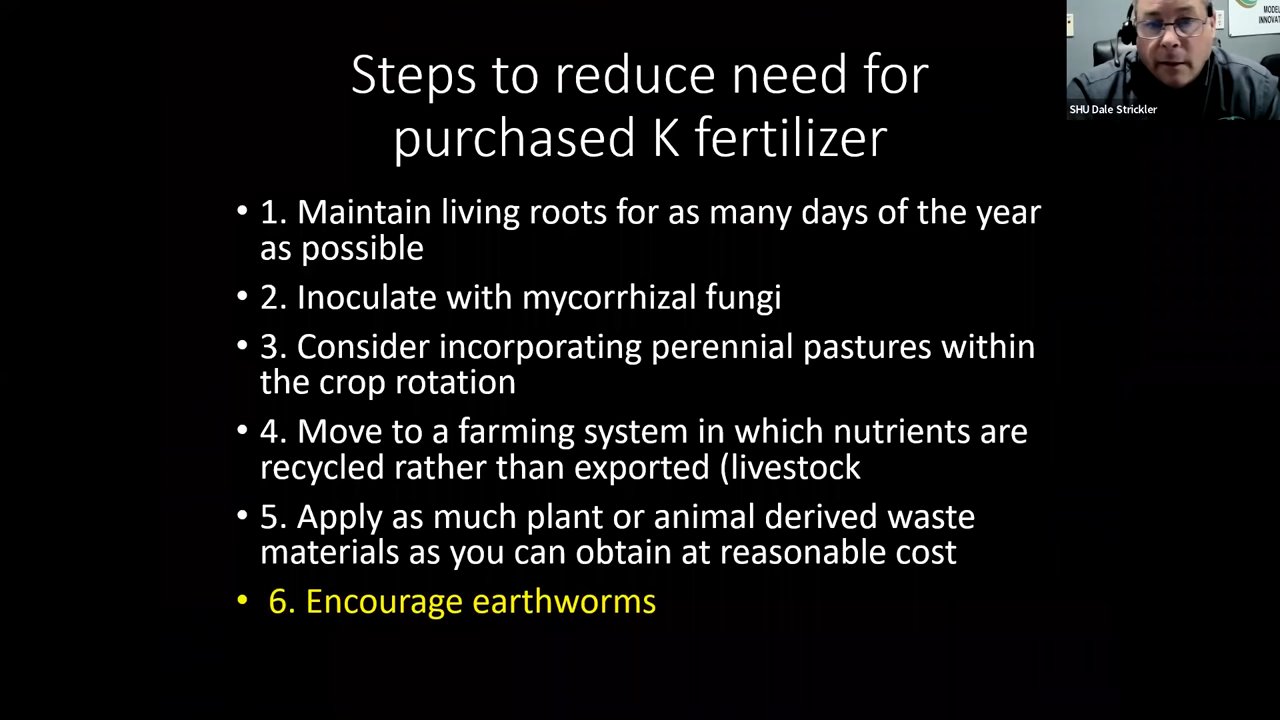 Steps to reduce need for
purchased K fertilizer
• 1. Maintain living roots for as many days of the year
as possible
• 2. Inoculate with mycorrhizal fungi
• 3. Consider incorporating perennial pastures within
the crop rotation
• 4. Move to a farming system in which nutrients are
recycled rather than exported (livestock
• 5. Apply as much plant or animal derived waste
materials as you can obtain at reasonable cost
• 6. Encourage earthworms
SHU Dale Strickler